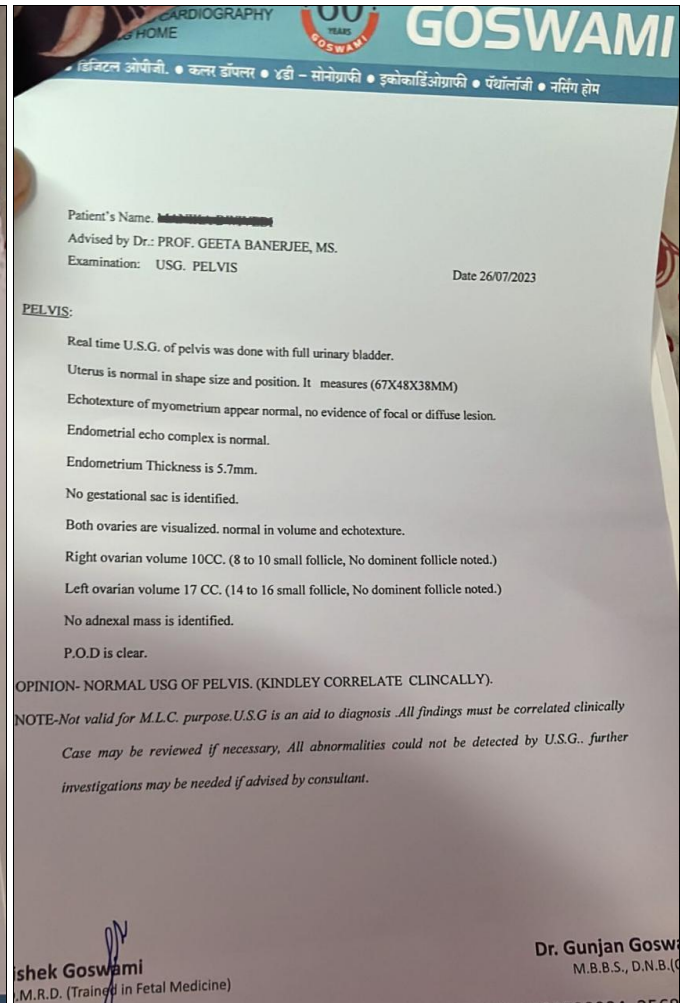 CARDIOGRAPHY
HOME
YEARS
GOSWAMI
GOSWAMI
• डिजिटल ओपीजी. • कलर डॉपलर • ४डी – सोनोग्राफी • इकोकार्डिओग्राफी • पॅथॉलॉजी • नर्सिंग होम
Patient's Name.
Advised by Dr.: PROF. GEETA BANERJEE, MS.
Examination: USG. PELVIS
Date 26/07/2023
PELVIS:
Real time U.S.G. of pelvis was done with full urinary bladder.
Uterus is normal in shape size and position. It measures (67X48X38MM)
Echotexture of myometrium appear normal, no evidence of focal or diffuse lesion.
Endometrial echo complex is normal.
Endometrium Thickness is 5.7mm.
No gestational sac is identified.
Both ovaries are visualized. normal in volume and echotexture.
Right ovarian volume 10CC. (8 to 10 small follicle, No dominent follicle noted.)
Left ovarian volume 17 CC. (14 to 16 small follicle, No dominent follicle noted.)
No adnexal mass is identified.
P.O.D is clear.
OPINION- NORMAL USG OF PELVIS. (KINDLEY CORRELATE CLINCALLY).
NOTE-Not valid for M.L.C. purpose.U.S.G is an aid to diagnosis .All findings must be correlated clinically
Case may be reviewed if necessary, All abnormalities could not be detected by U.S.G.. further
investigations may be needed if advised by consultant.
ishek Goswami
.M.R.D. (Trained in Fetal Medicine)
Dr. Gunjan Goswa
M.B.B.S., D.N.B.(